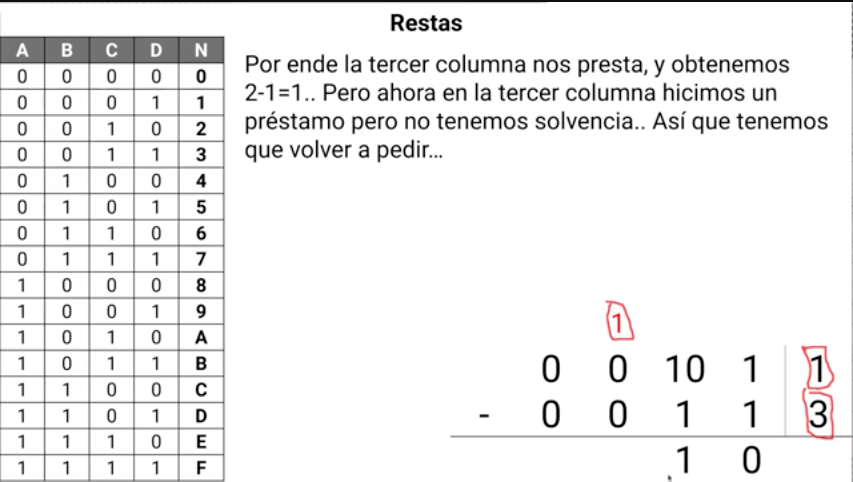 Restas
A B C D N
0 0 0 0 0
0 0 0 1 1
0 0 1 0 2
0 0 1 1 3
0 1 0 0 4
0 1 0 1 5
0 1 1 0 6
0 1 1 1 7
1 0 0 0 8
1 0 0 1 9
1 0 1 0 A
1 0 1 1 B
1 1 0 0 C
1 1 0 1 D
1 1 1 0 E
1 1 1 1 F
Por ende la tercer columna nos presta, y obtenemos
2-1=1.. Pero ahora en la tercer columna hicimos un
préstamo pero no tenemos solvencia.. Así que tenemos
que volver a pedir...
1
0 0 10 1 1
- 0 0 1 1 3
1 0